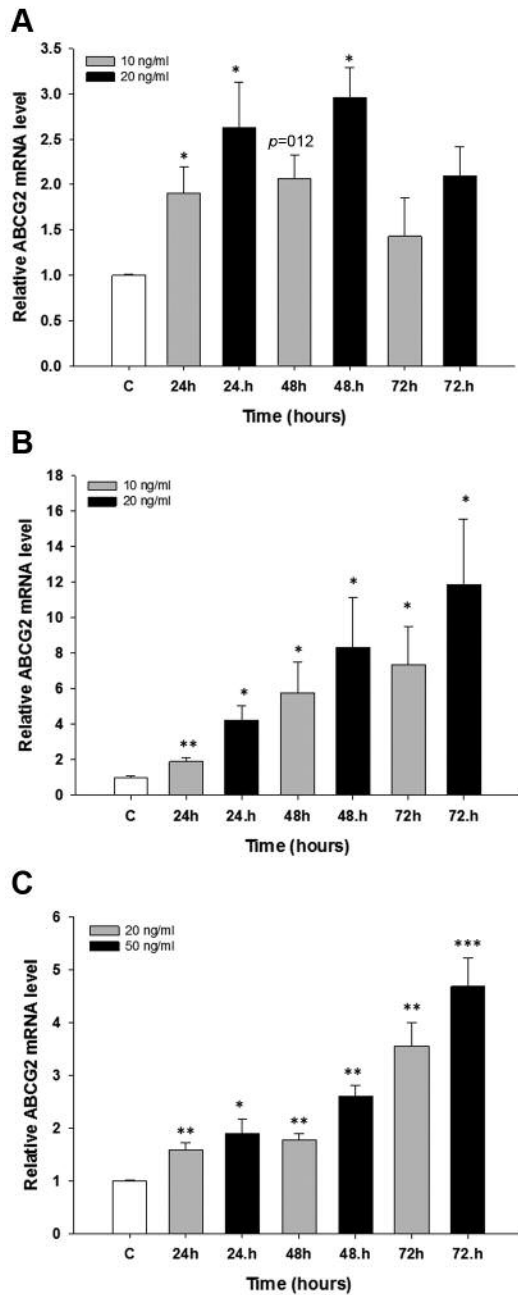 A
Relative ABCG2 mRNA level
3.5
3.0
2.5
2.0
1.5
1.0
0.5
0.0
10 ng/ml
20 ng/ml
*
*
p=012
*
C 24h 24.h 48h 48.h 72h 72.h
Time (hours)
B
Relative ABCG2 mRNA level
18
16
14
12
10
8
6
4
2
0
10 ng/ml
20 ng/ml
**
*
*
*
*
*
C 24h 24.h 48h 48.h 72h 72.h
Time (hours)
C
Relative ABCG2 mRNA level
6
5
4
3
2
1
0
20 ng/ml
50 ng/ml
**
*
**
**
**
***
C 24h 24.h 48h 48.h 72h 72.h
Time (hours)